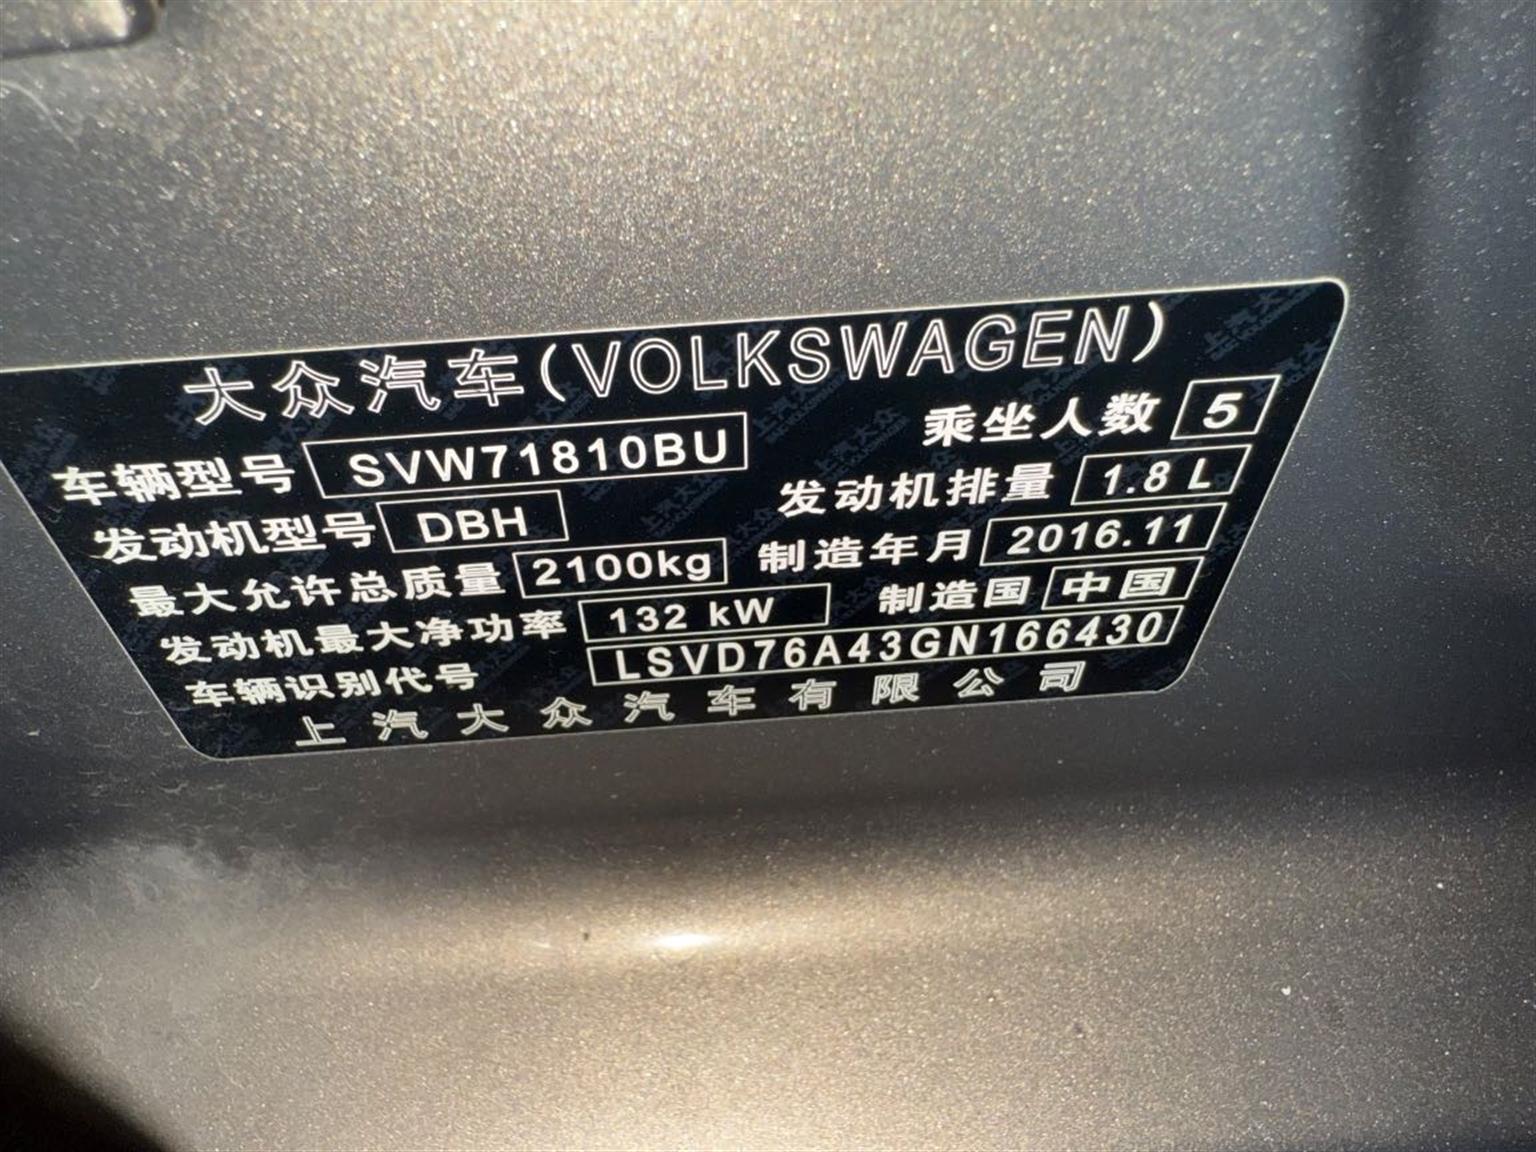 大众汽车(VOLKSWAGEN)
车辆型号 SVW71810BU 乘坐人数 5
发动机型号 DBH 发动机排量 1.8 L
最大允许总质量 2100kg 制造年月 2016.11
发动机最大净功率 132 kW 制造国 中国
车辆识别代号 LSVD76A43GN166430
上汽大众汽车有限公司